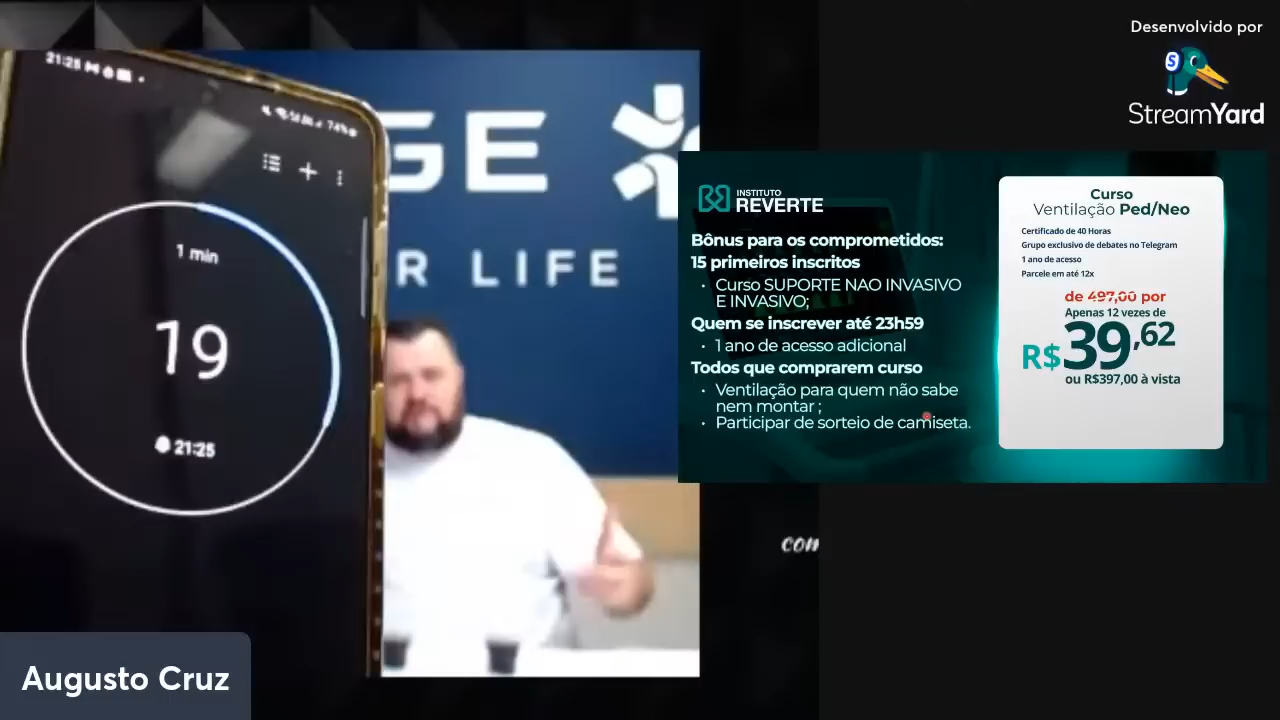 Desenvolvido por
S
StreamYard
21:25
74%
GE
R LIFE
1 min
19
21:25
INSTITUTO
REVERTE
Bônus para os comprometidos:
15 primeiros inscritos
• Curso SUPORTE NAO INVASIVO
E INVASIVO;
Quem se inscrever até 23h59
• 1 ano de acesso adicional
Todos que comprarem curso
• Ventilação para quem não sabe
nem montar ;
• Participar de sorteio de camiseta.
Curso
Ventilação Ped/Neo
Certificado de 40 Horas
Grupo exclusivo de debates no Telegram
1 ano de acesso
Parcele em até 12x
de 497,00 por
Apenas 12 vezes de
R$39,62
ou R$397,00 à vista
com
Augusto Cruz